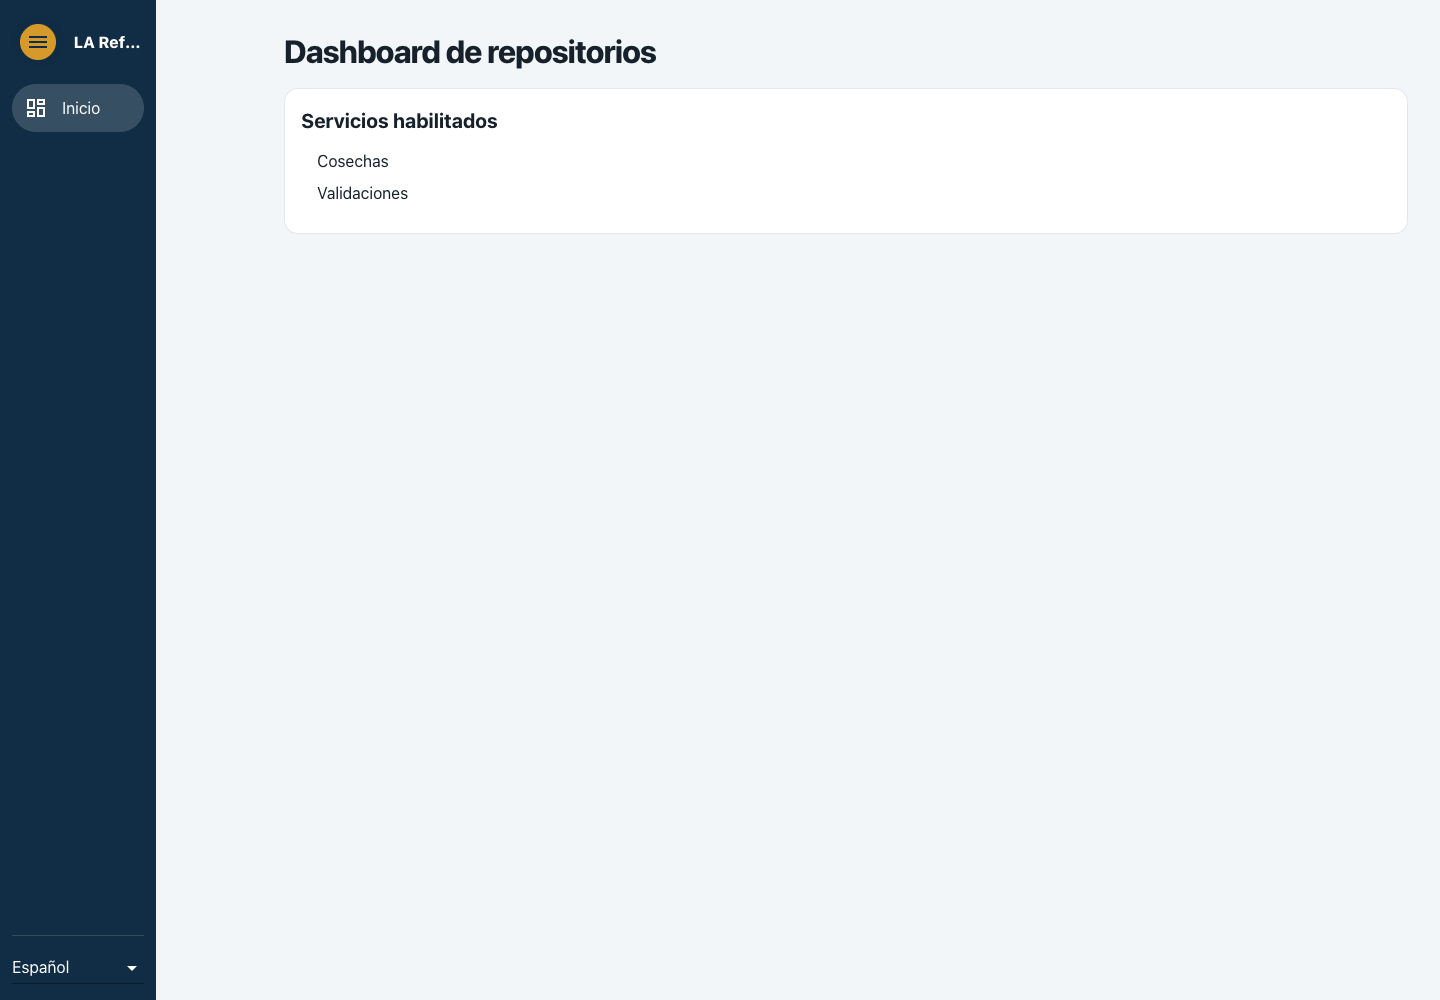 LA Ref...
Inicio
Dashboard de repositorios
Servicios habilitados
Cosechas
Validaciones
Español